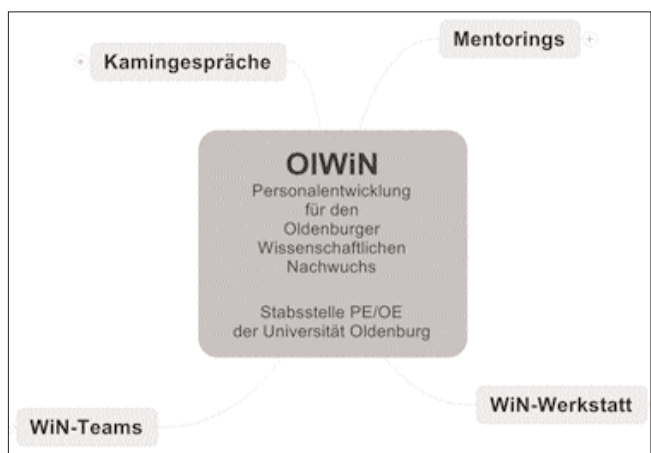 Mentorings
Kamingespräche
OlWiN
Personalentwicklung
für den
Oldenburger
Wissenschaftlichen
Nachwuchs
Stabsstelle PE/OE
der Universität Oldenburg
WiN-Werkstatt
WiN-Teams